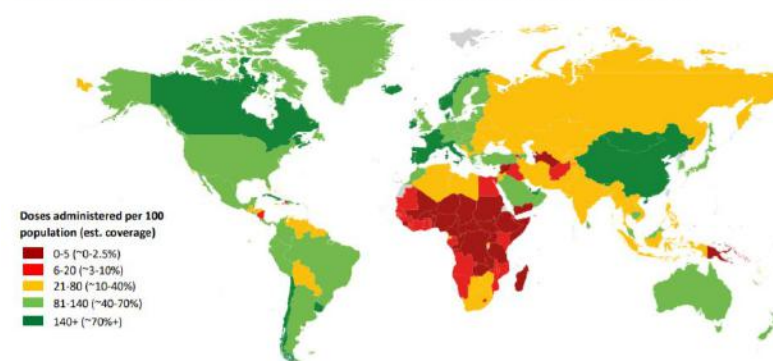 Doses administered per 100
population (est. coverage)
0-5 (~0-2.5%)
6-20 (~3-10%)
21-80 (~10-40%)
81-140 (~40-70%)
140+ (~70%+)